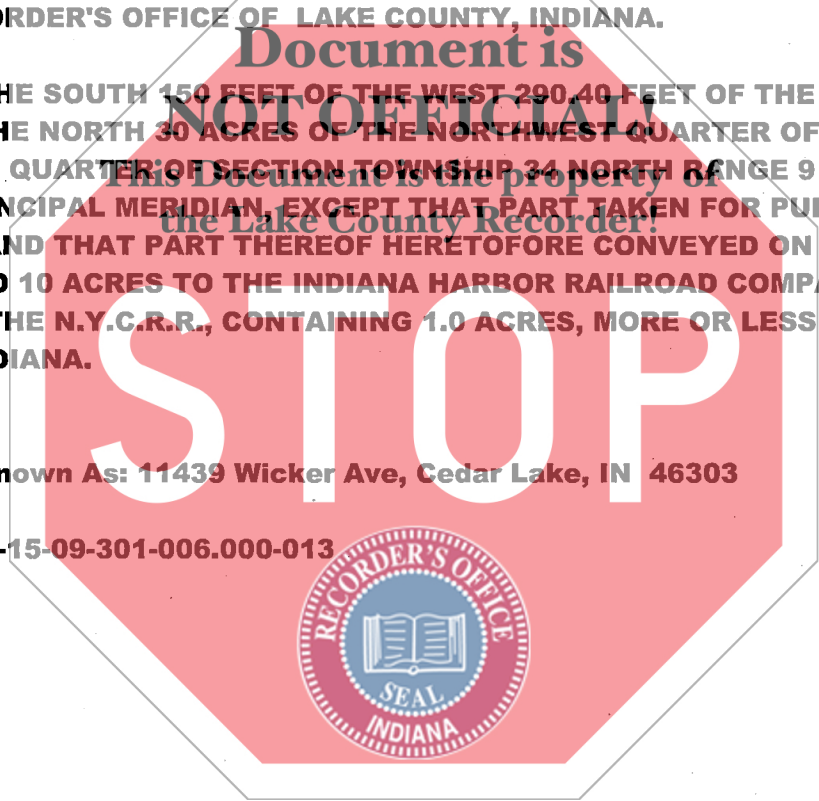 ORDER'S OFFICE OF LAKE COUNTY, INDIANA.
Document is
HE SOUTH 150 FEET OF THE WEST 290.40 FEET OF THE
NOT OFFICIAL!
HE NORTH 30 ACRES OF THE NORTHWEST QUARTER OF
QUARTER OF SECTION TOWNSHIP 34 NORTH RANGE 9
This Document is the property of
NCIPAL MERIDIAN, EXCEPT THAT PART TAKEN FOR PU
the Lake County Recorder!
ND THAT PART THEREOF HERETOFORE CONVEYED ON
10 ACRES TO THE INDIANA HARBOR RAILROAD COMPA
THE N.Y.C.R.R., CONTAINING 1.0 ACRES, MORE OR LESS
DIANA.
STOP
nown As: 11439 Wicker Ave, Cedar Lake, IN 46303
-15-09-301-006.000-013
RECORDER'S OFFICE
SEAL
INDIANA